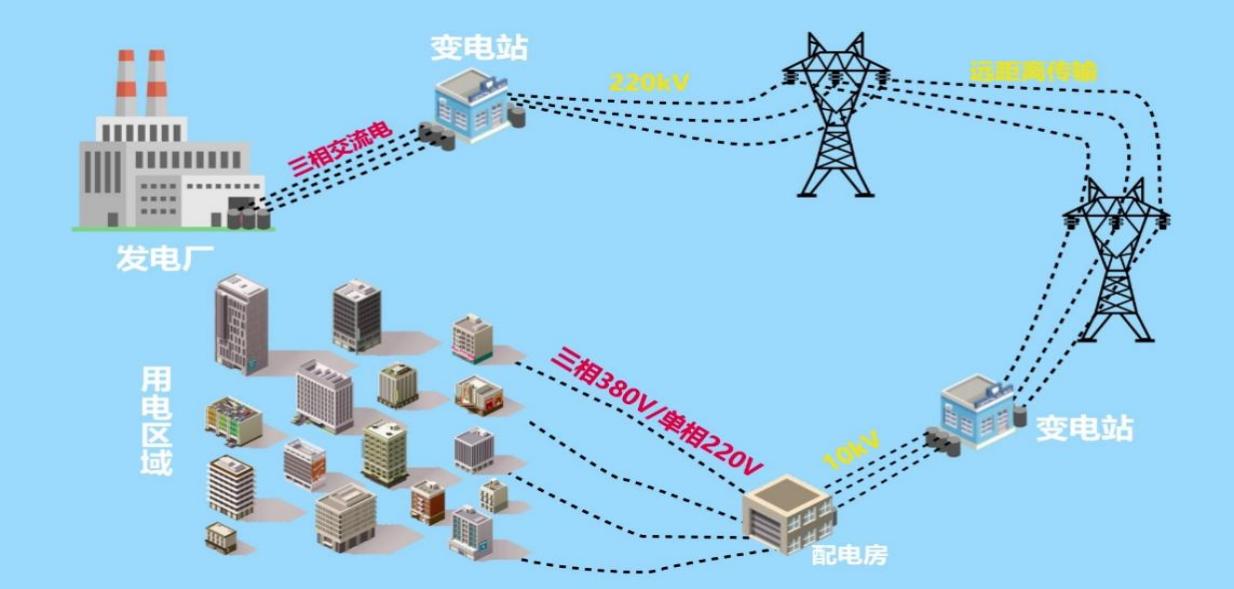 变电站
220kV
远距离传输
三相交流电
发电厂
三相380V/单相220V
用电区域
10kV
变电站
配电房